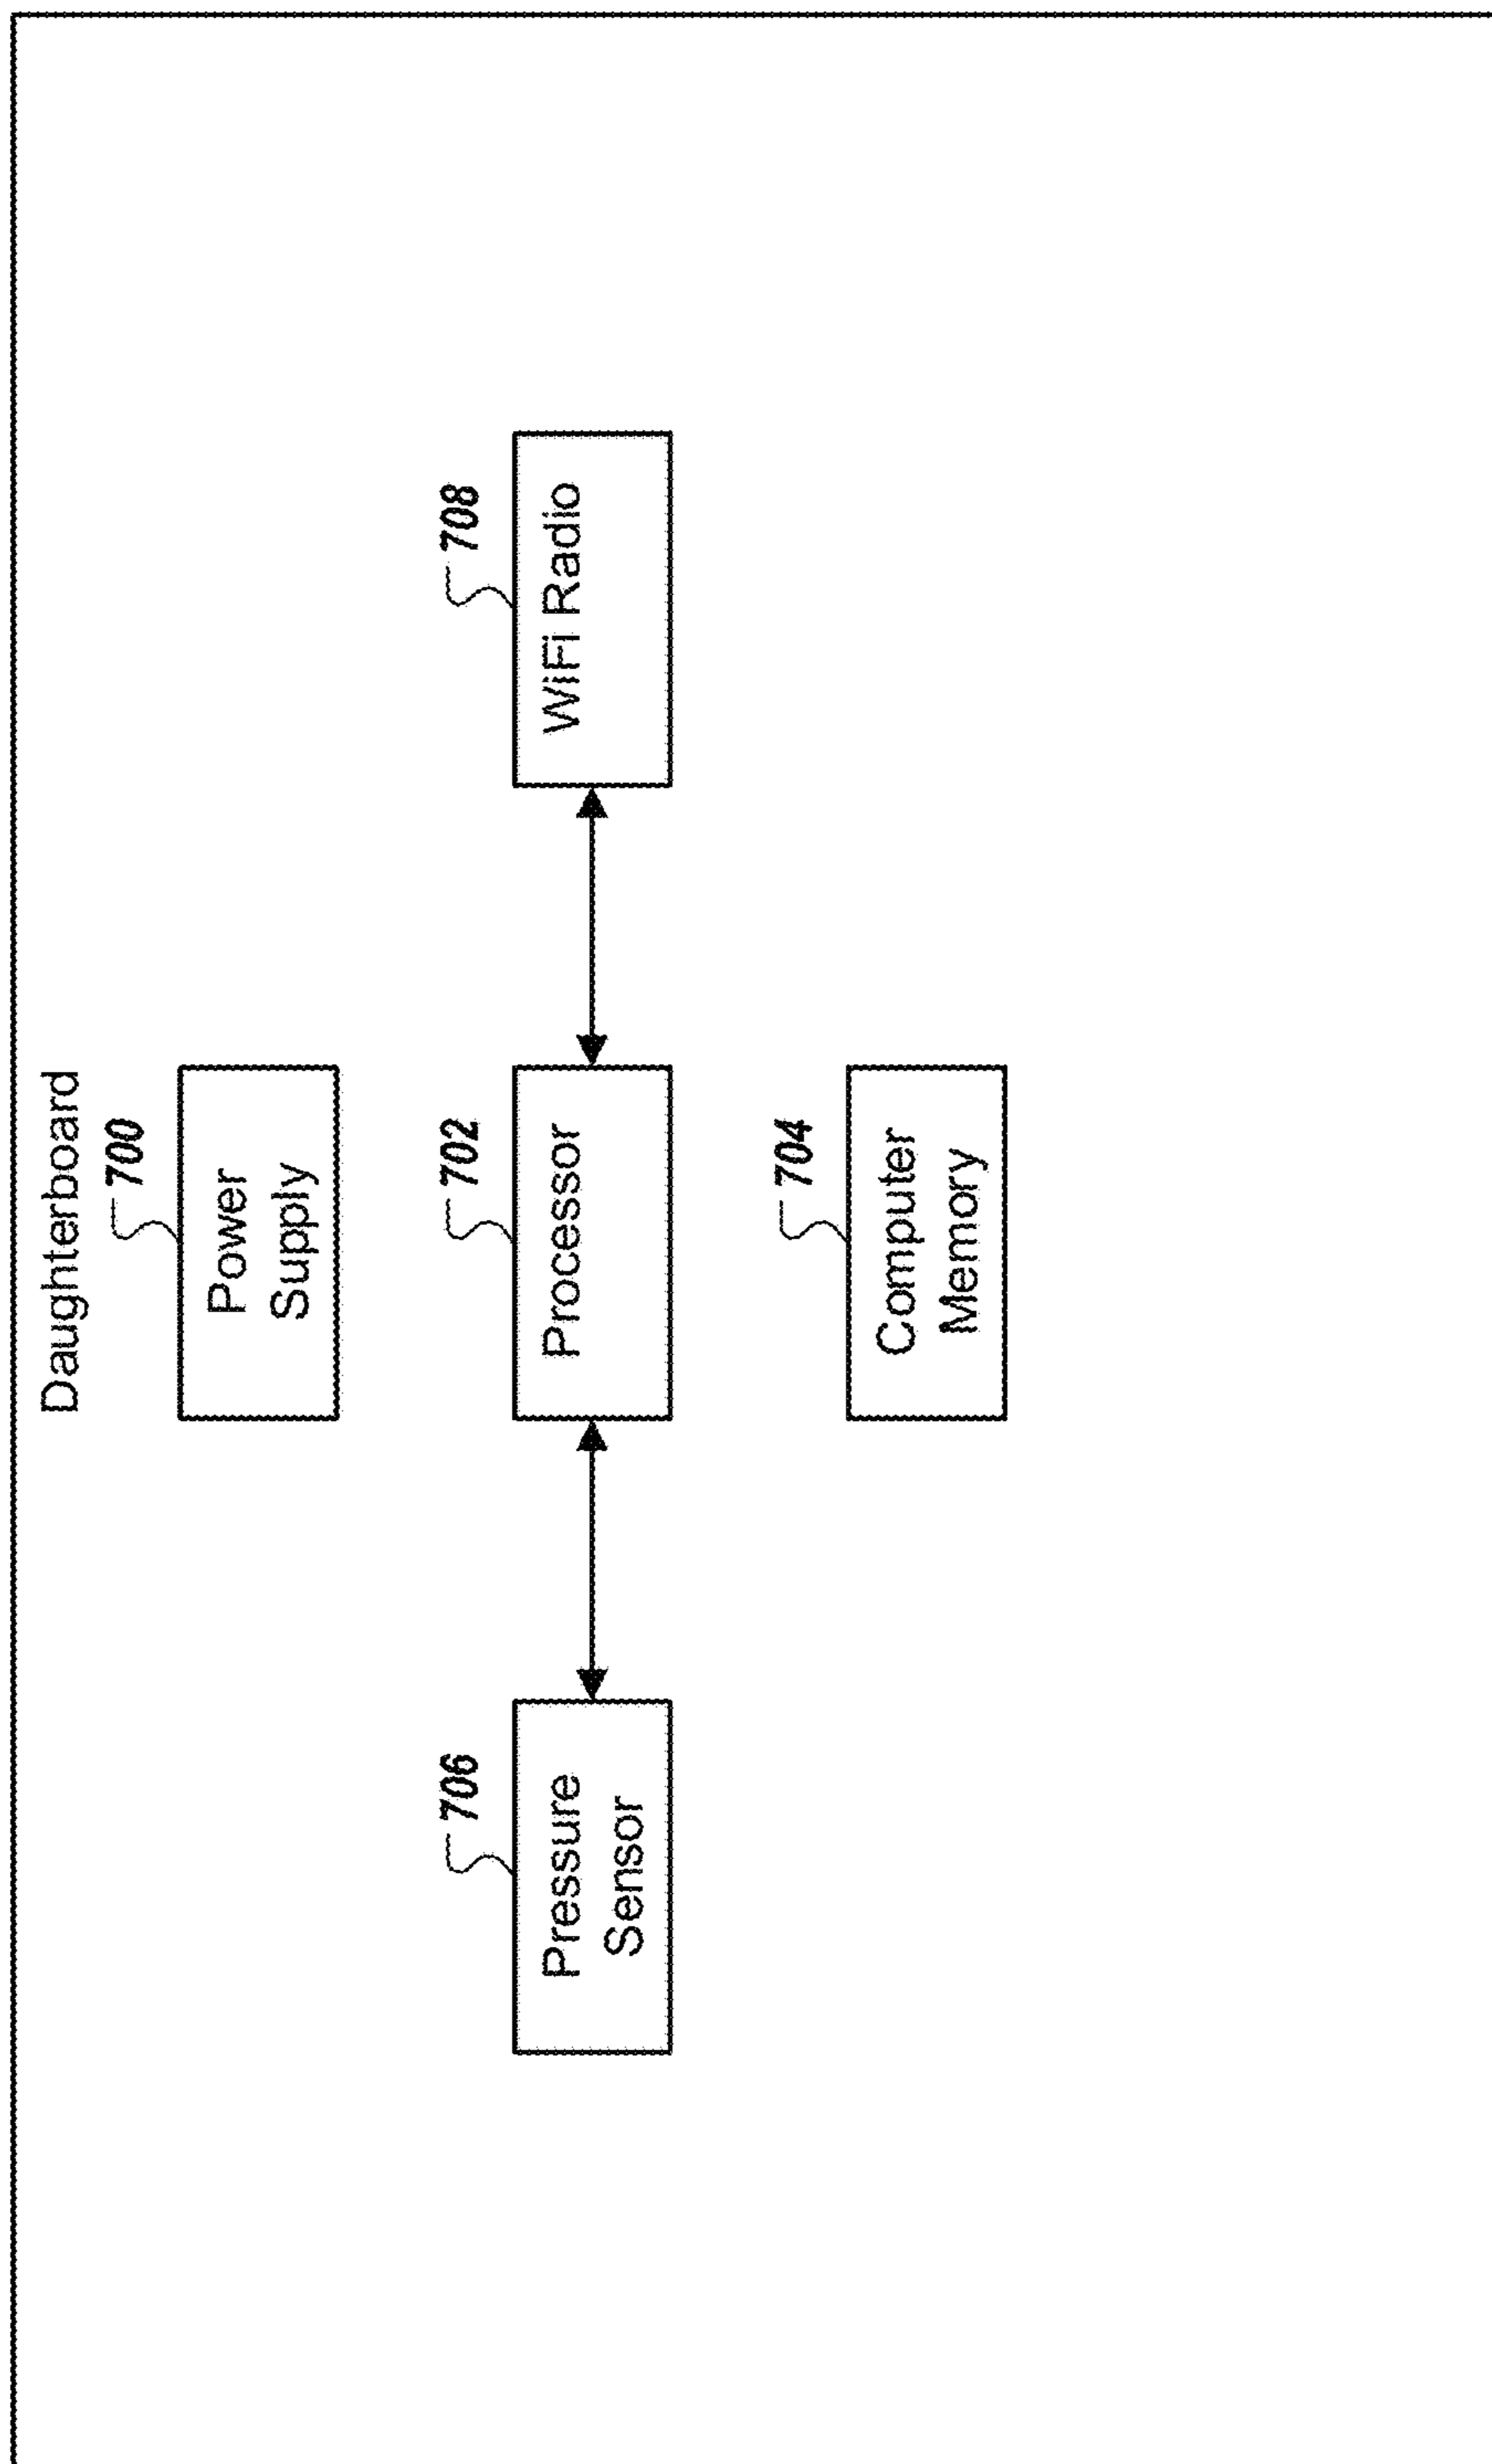 Daughterboard
700
Power
Supply
706
Pressure
Sensor
702
Processor
708
WiFi Radio
704
Computer
Memory